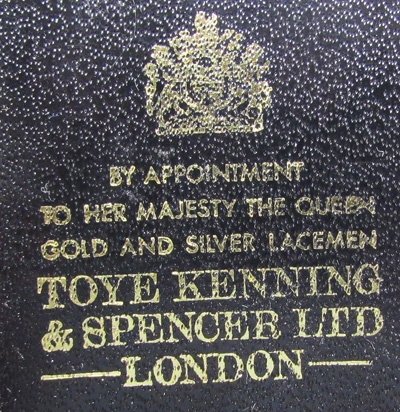 BY APPOINTMENT
TO HER MAJESTY THE QUEEN
GOLD AND SILVER LACEMEN
TOYE KENNING
& SPENCER LTD
LONDON